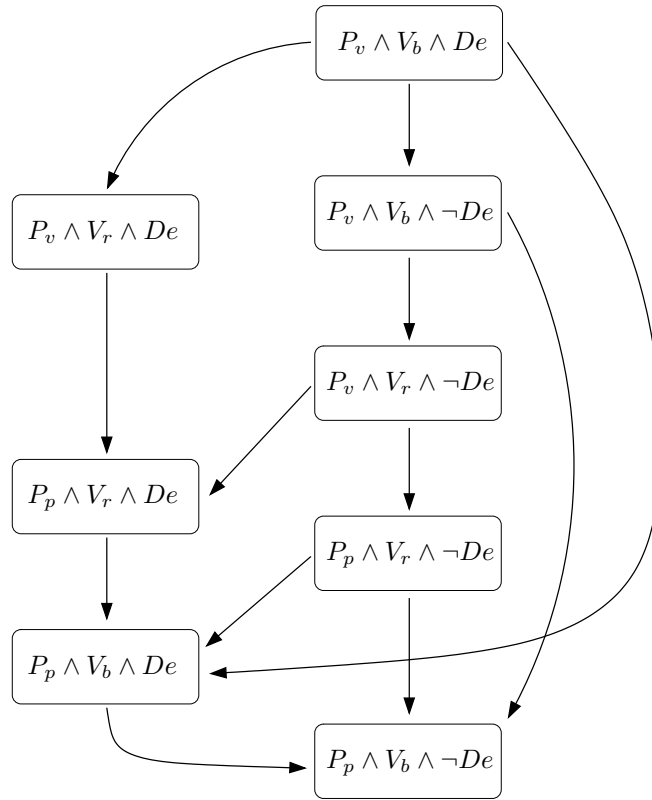 P_v ∧ V_b ∧ De
P_v ∧ V_b ∧ ¬De
P_v ∧ V_r ∧ De
P_v ∧ V_r ∧ ¬De
P_p ∧ V_r ∧ De
P_p ∧ V_r ∧ ¬De
P_p ∧ V_b ∧ De
P_p ∧ V_b ∧ ¬De